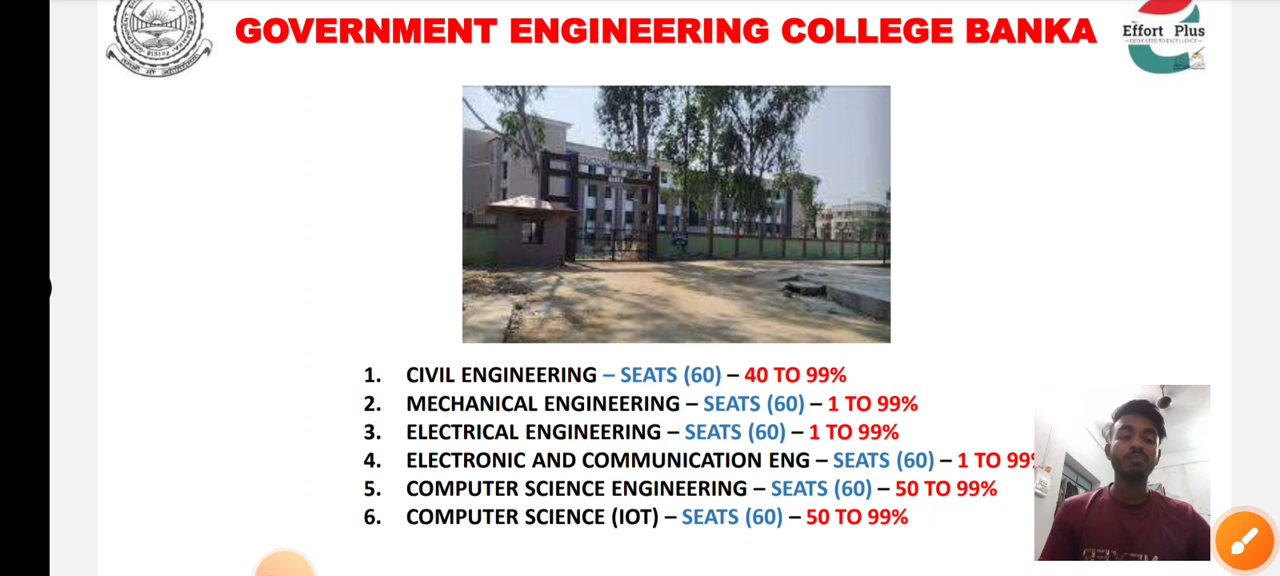 GOVERNMENT ENGINEERING COLLEGE BANKA
Effort Plus
BANKA
1. CIVIL ENGINEERING – SEATS (60) – 40 TO 99%
2. MECHANICAL ENGINEERING – SEATS (60) – 1 TO 99%
3. ELECTRICAL ENGINEERING – SEATS (60) – 1 TO 99%
4. ELECTRONIC AND COMMUNICATION ENG – SEATS (60) – 1 TO 99
5. COMPUTER SCIENCE ENGINEERING – SEATS (60) – 50 TO 99%
6. COMPUTER SCIENCE (IOT) – SEATS (60) – 50 TO 99%